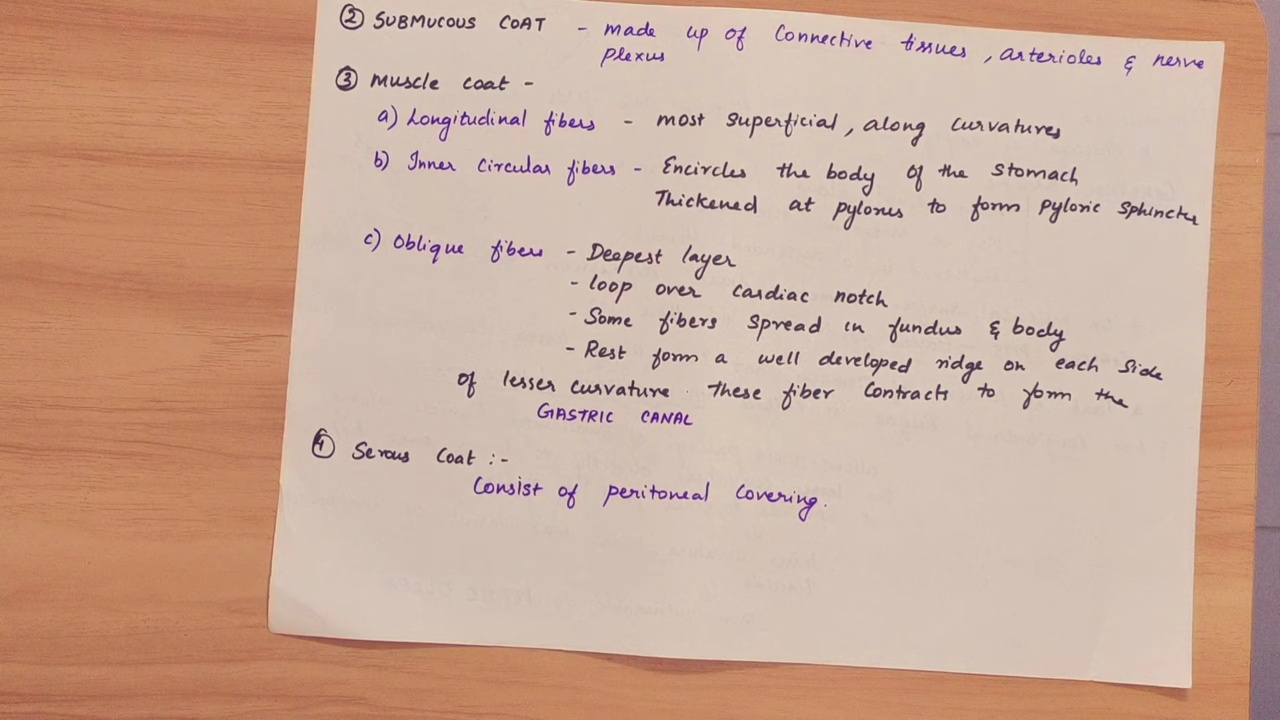 ② SUBMUCOUS COAT - made up of Connective tissues, arterioles & nerve
plexus
③ Muscle coat -
a) Longitudinal fibers - most superficial, along curvatures
b) Inner circular fibers - Encircles the body of the stomach
Thickened at pylorus to form pyloric sphincter
c) Oblique fibers - Deepest layer
- loop over cardiac notch
- Some fibers spread in fundus & body
- Rest form a well developed ridge on each side
of lesser curvature. These fiber contracts to form the
GASTRIC CANAL
④ Serous Coat :-
Consist of peritoneal covering.